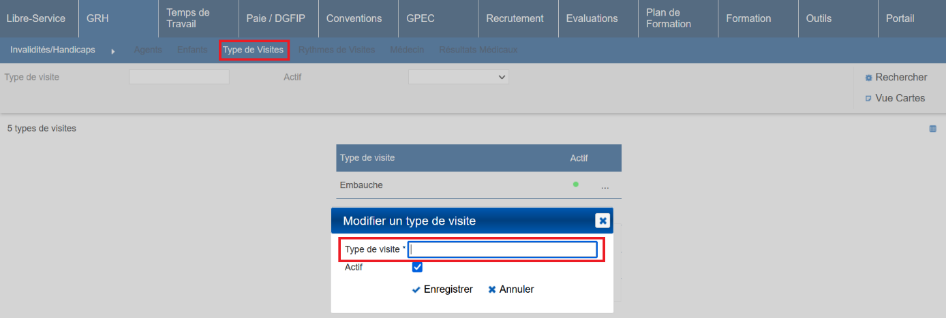 Libre-Service GRH Temps de Travail Paie / DGFIP Conventions GPEC Recrutement Evaluations Plan de Formation Formation Outils Portail
Invalidités/Handicaps Agents Enfants Type de Visites Rythmes de Visites Médecin Résultats Médicaux
Type de visite Actif Rechercher
Vue Cartes
5 types de visites
Type de visite Actif
Embauche ...
Modifier un type de visite
Type de visite *
Actif
Enregistrer Annuler